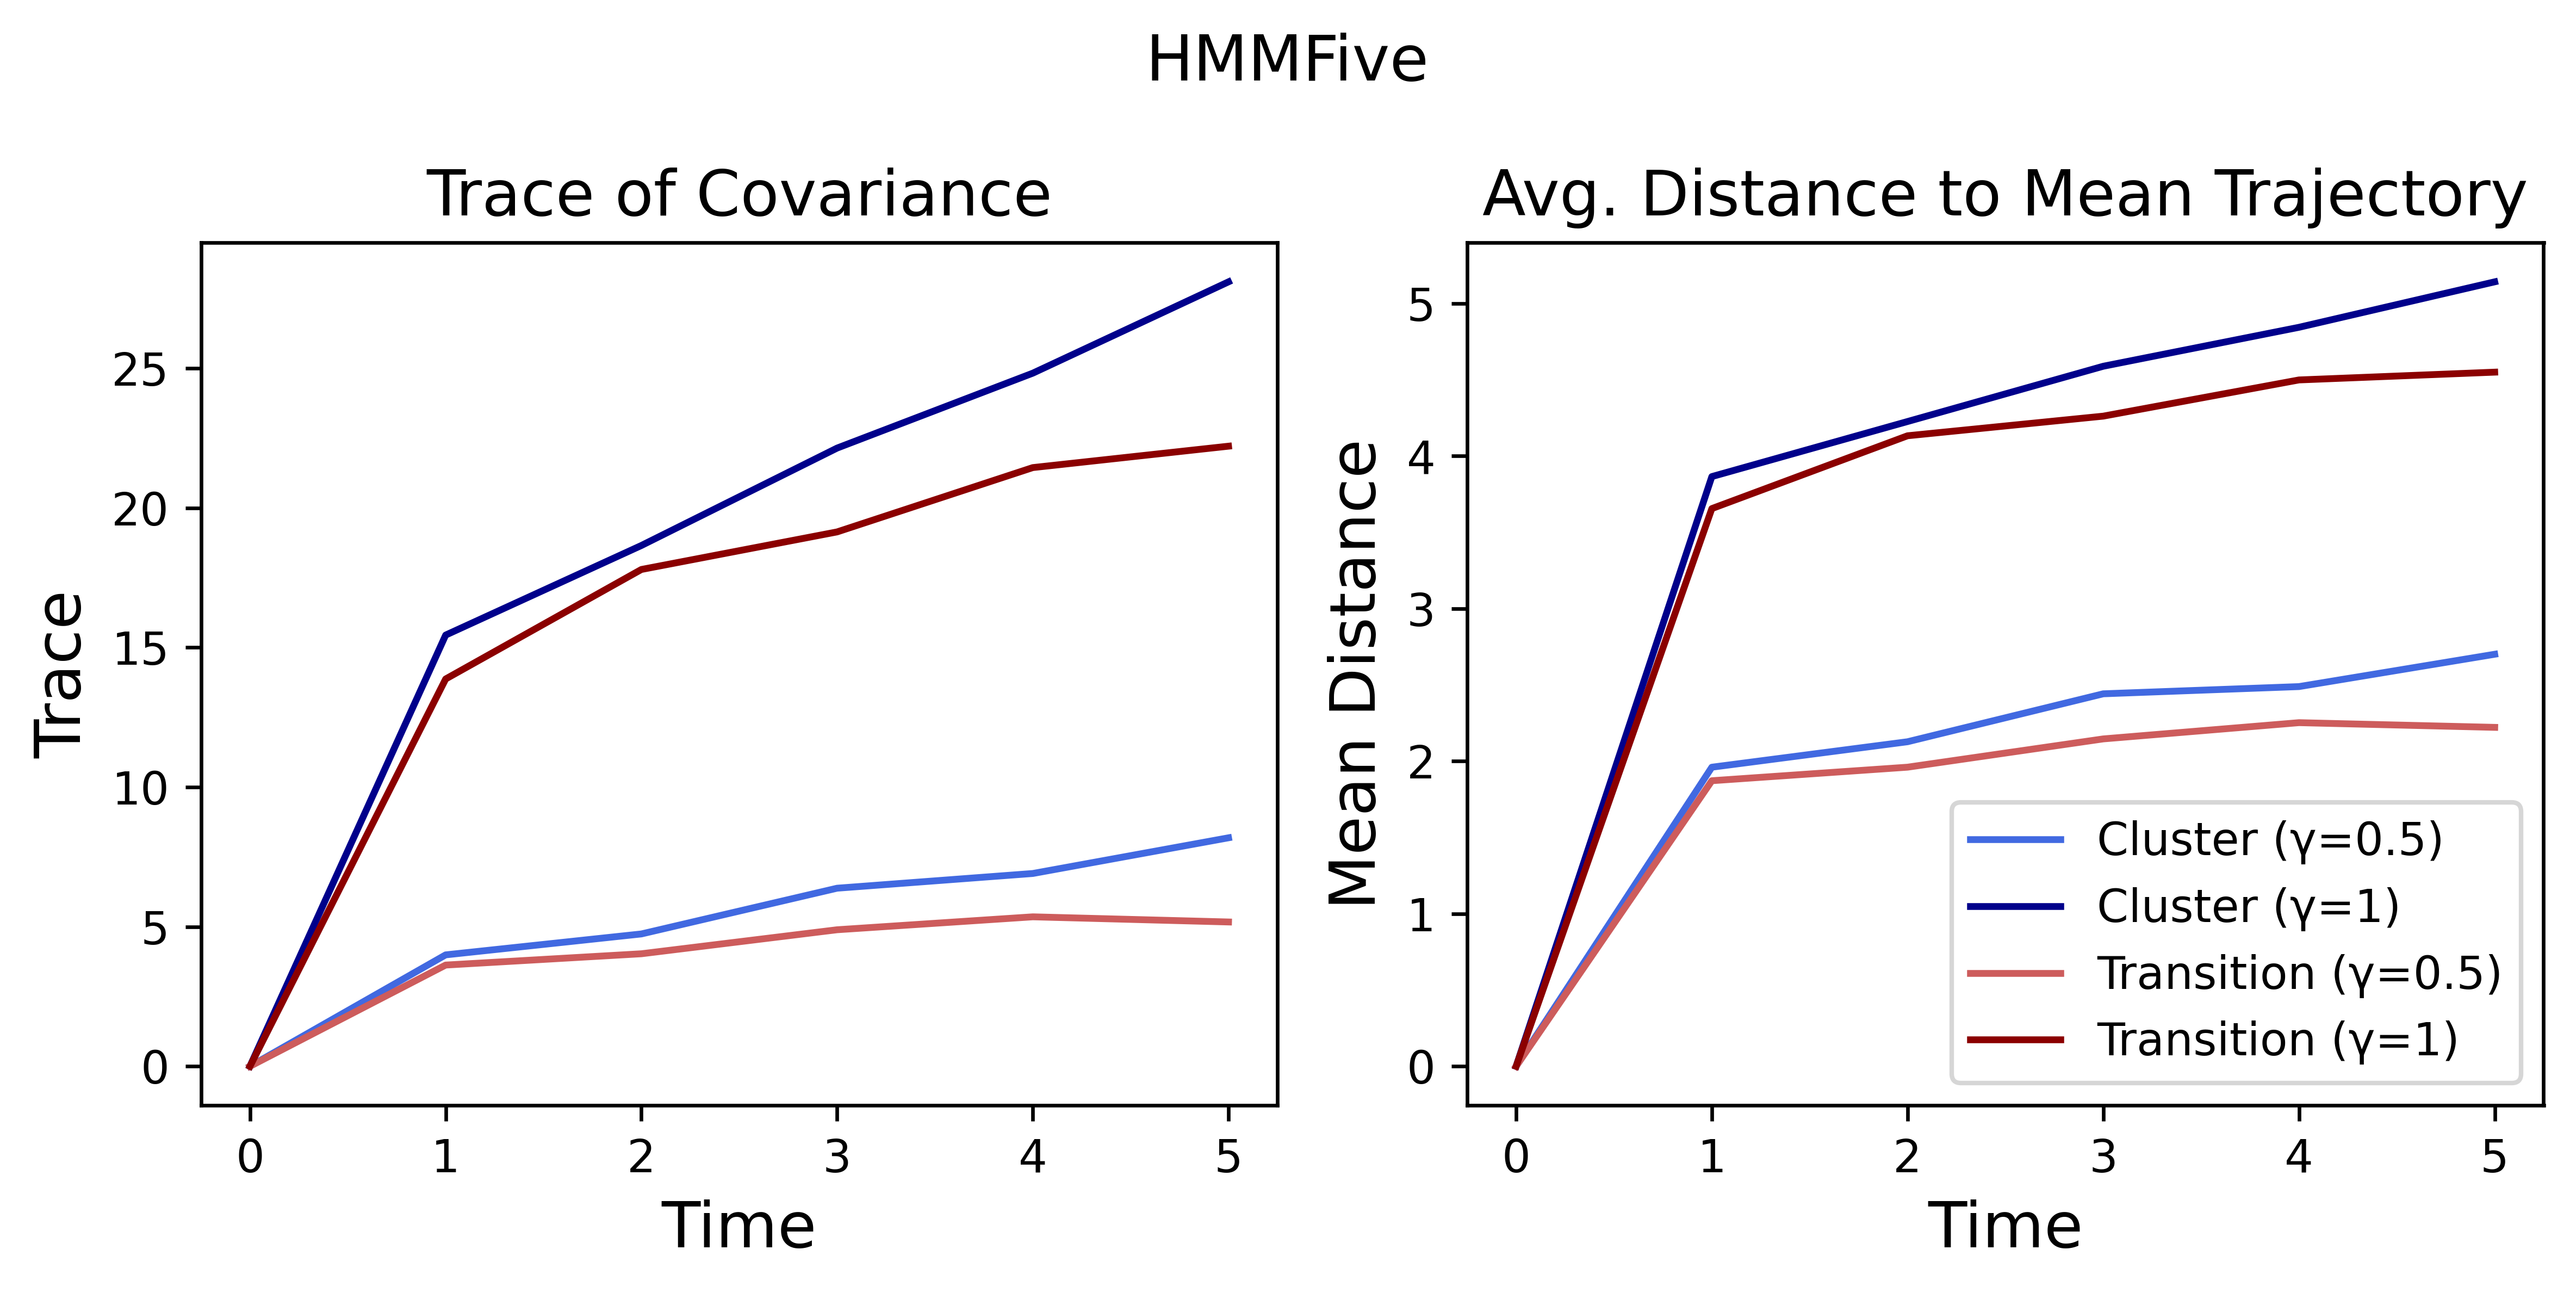 HMMFive
Trace of Covariance
Trace
25
20
15
10
5
0
0 1 2 3 4 5
Time
Avg. Distance to Mean Trajectory
Mean Distance
5
4
3
2
1
0
Cluster (γ=0.5)
Cluster (γ=1)
Transition (γ=0.5)
Transition (γ=1)
0 1 2 3 4 5
Time